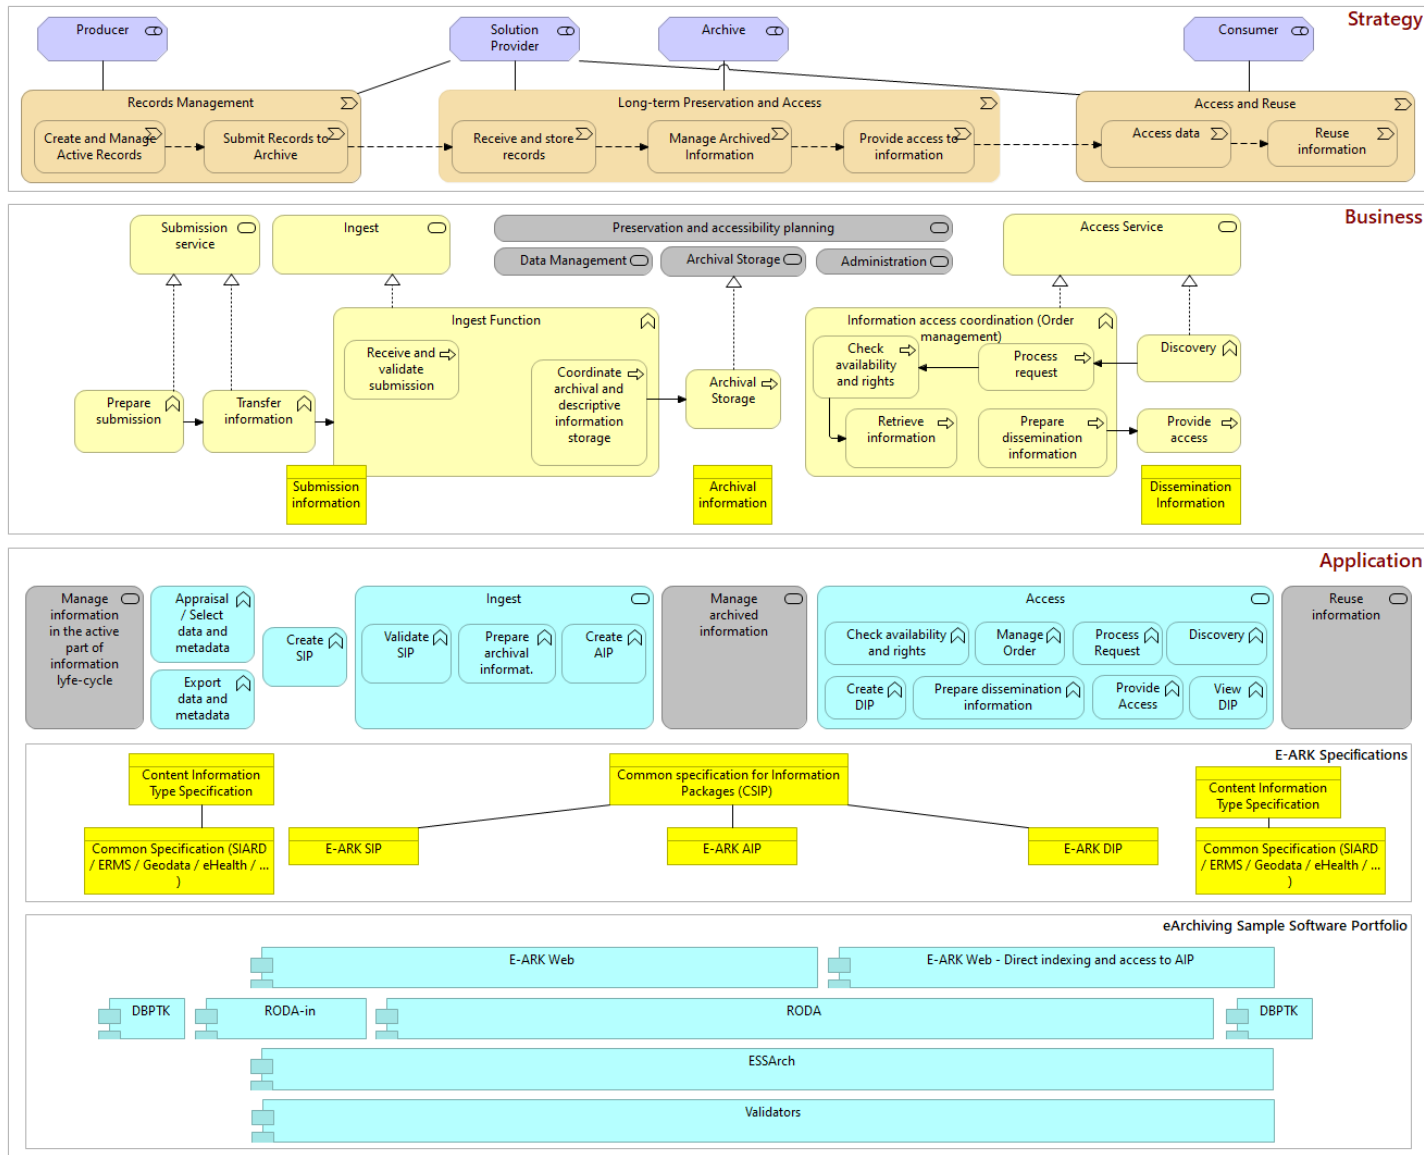 Strategy
Producer
Solution
Provider
Archive
Consumer
Records Management
Long-term Preservation and Access
Access and Reuse
Create and Manage
Active Records
Submit Records to
Archive
Receive and store
records
Manage Archived
Information
Provide access to
information
Access data
Reuse
information
Business
Submission
service
Ingest
Preservation and accessibility planning
Data Management
Archival Storage
Administration
Access Service
Ingest Function
Receive and
validate
submission
Coordinate
archival and
descriptive
information
storage
Archival
Storage
Information access coordination (Order
management)
Check
availability
and rights
Process
request
Discovery
Prepare
submission
Transfer
information
Retrieve
information
Prepare
dissemination
information
Provide
access
Submission
information
Archival
information
Dissemination
Information
Application
Manage
information
in the active
part of
information
lyfe-cycle
Appraisal
/ Select
data and
metadata
Export
data and
metadata
Create
SIP
Ingest
Validate
SIP
Prepare
archival
informat.
Create
AIP
Manage
archived
information
Access
Check availability
and rights
Manage
Order
Process
Request
Discovery
Create
DIP
Prepare dissemination
information
Provide
Access
View
DIP
Reuse
information
E-ARK Specifications
Content Information
Type Specification
Common specification for Information
Packages (CSIP)
Content Information
Type Specification
Common Specification (SIARD
/ ERMS / Geodata / eHealth / ...
)
E-ARK SIP
E-ARK AIP
E-ARK DIP
Common Specification (SIARD
/ ERMS / Geodata / eHealth / ...
)
eArchiving Sample Software Portfolio
E-ARK Web
E-ARK Web - Direct indexing and access to AIP
DBPTK
RODA-in
RODA
DBPTK
ESSArch
Validators